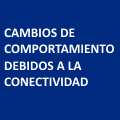 CAMBIOS DE
COMPORTAMIENTO
DEBIDOS A LA
CONECTIVIDAD